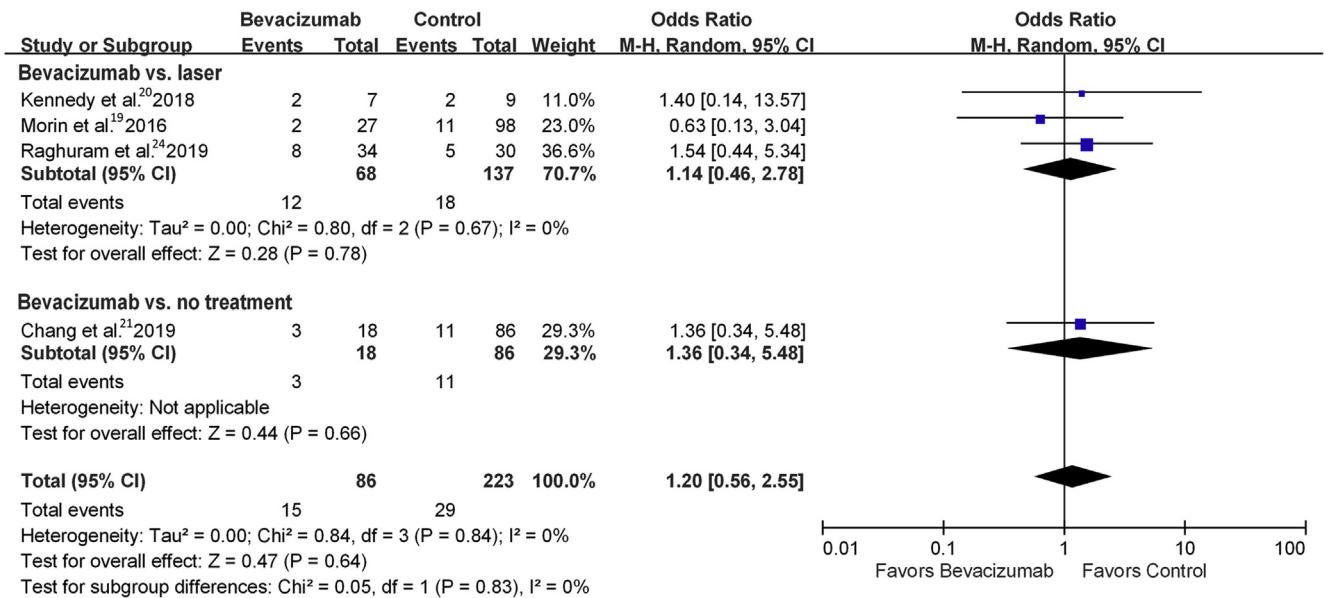 Bevacizumab Control Odds Ratio Odds Ratio
Study or Subgroup Events Total Events Total Weight M-H, Random, 95% CI M-H, Random, 95% CI
Bevacizumab vs. laser
Kennedy et al.²⁰2018 2 7 2 9 11.0% 1.40 [0.14, 13.57]
Morin et al.¹⁹2016 2 27 11 98 23.0% 0.63 [0.13, 3.04]
Raghuram et al.²⁴2019 8 34 5 30 36.6% 1.54 [0.44, 5.34]
Subtotal (95% CI) 68 137 70.7% 1.14 [0.46, 2.78]
Total events 12 18
Heterogeneity: Tau² = 0.00; Chi² = 0.80, df = 2 (P = 0.67); I² = 0%
Test for overall effect: Z = 0.28 (P = 0.78)
Bevacizumab vs. no treatment
Chang et al.²¹2019 3 18 11 86 29.3% 1.36 [0.34, 5.48]
Subtotal (95% CI) 18 86 29.3% 1.36 [0.34, 5.48]
Total events 3 11
Heterogeneity: Not applicable
Test for overall effect: Z = 0.44 (P = 0.66)
Total (95% CI) 86 223 100.0% 1.20 [0.56, 2.55]
Total events 15 29
Heterogeneity: Tau² = 0.00; Chi² = 0.84, df = 3 (P = 0.84); I² = 0%
Test for overall effect: Z = 0.47 (P = 0.64)
Test for subgroup differences: Chi² = 0.05, df = 1 (P = 0.83), I² = 0%
0.01 0.1 1 10 100
Favors Bevacizumab Favors Control